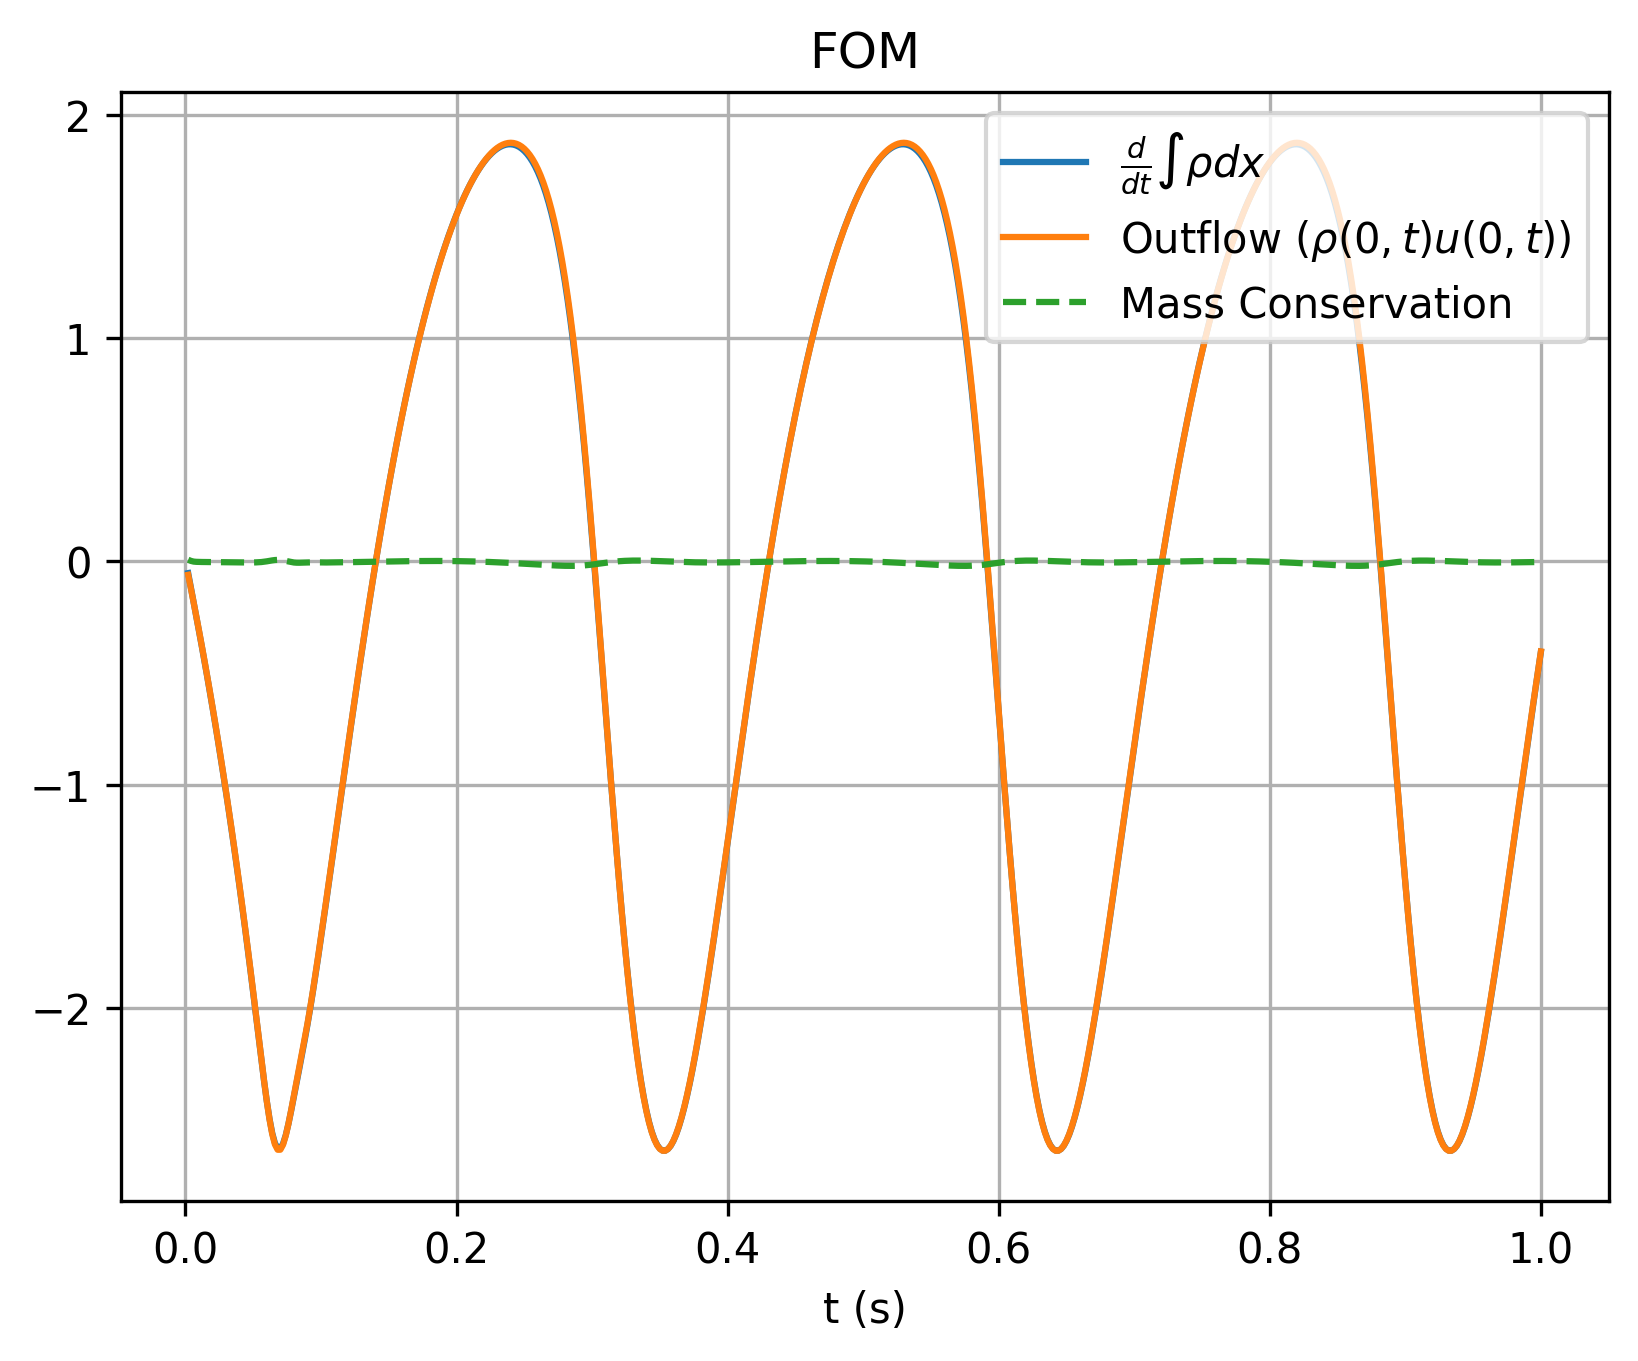 FOM
2
1
0
−1
−2
d/dt ∫ρdx
Outflow (ρ(0, t)u(0, t))
Mass Conservation
0.0 0.2 0.4 0.6 0.8 1.0
t (s)